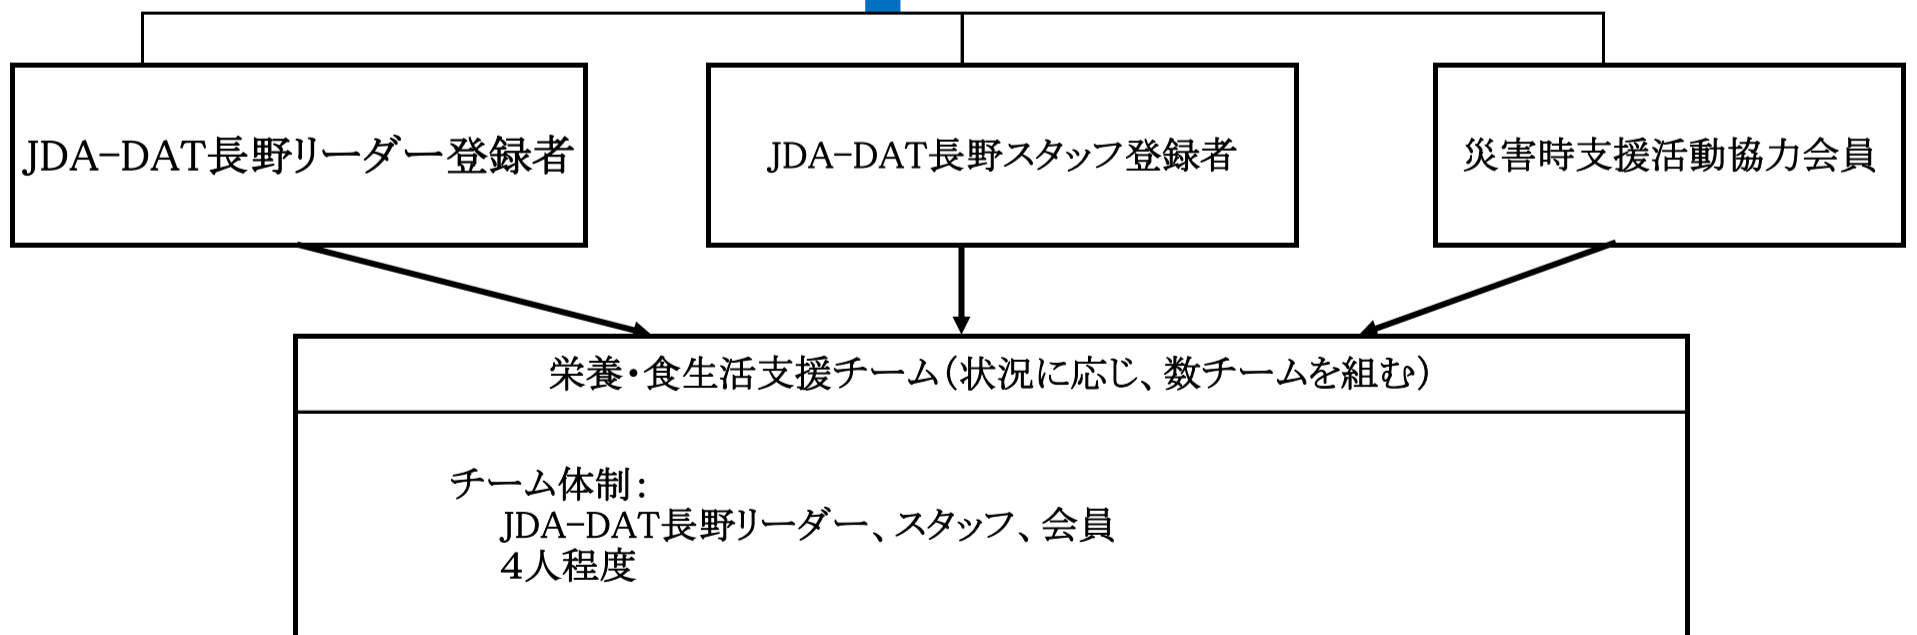 JDA-DAT長野リーダー登録者
JDA-DAT長野スタッフ登録者
災害時支援活動協力会員
栄養・食生活支援チーム（状況に応じ、数チームを組む）
チーム体制：
JDA-DAT長野リーダー、スタッフ、会員
４人程度